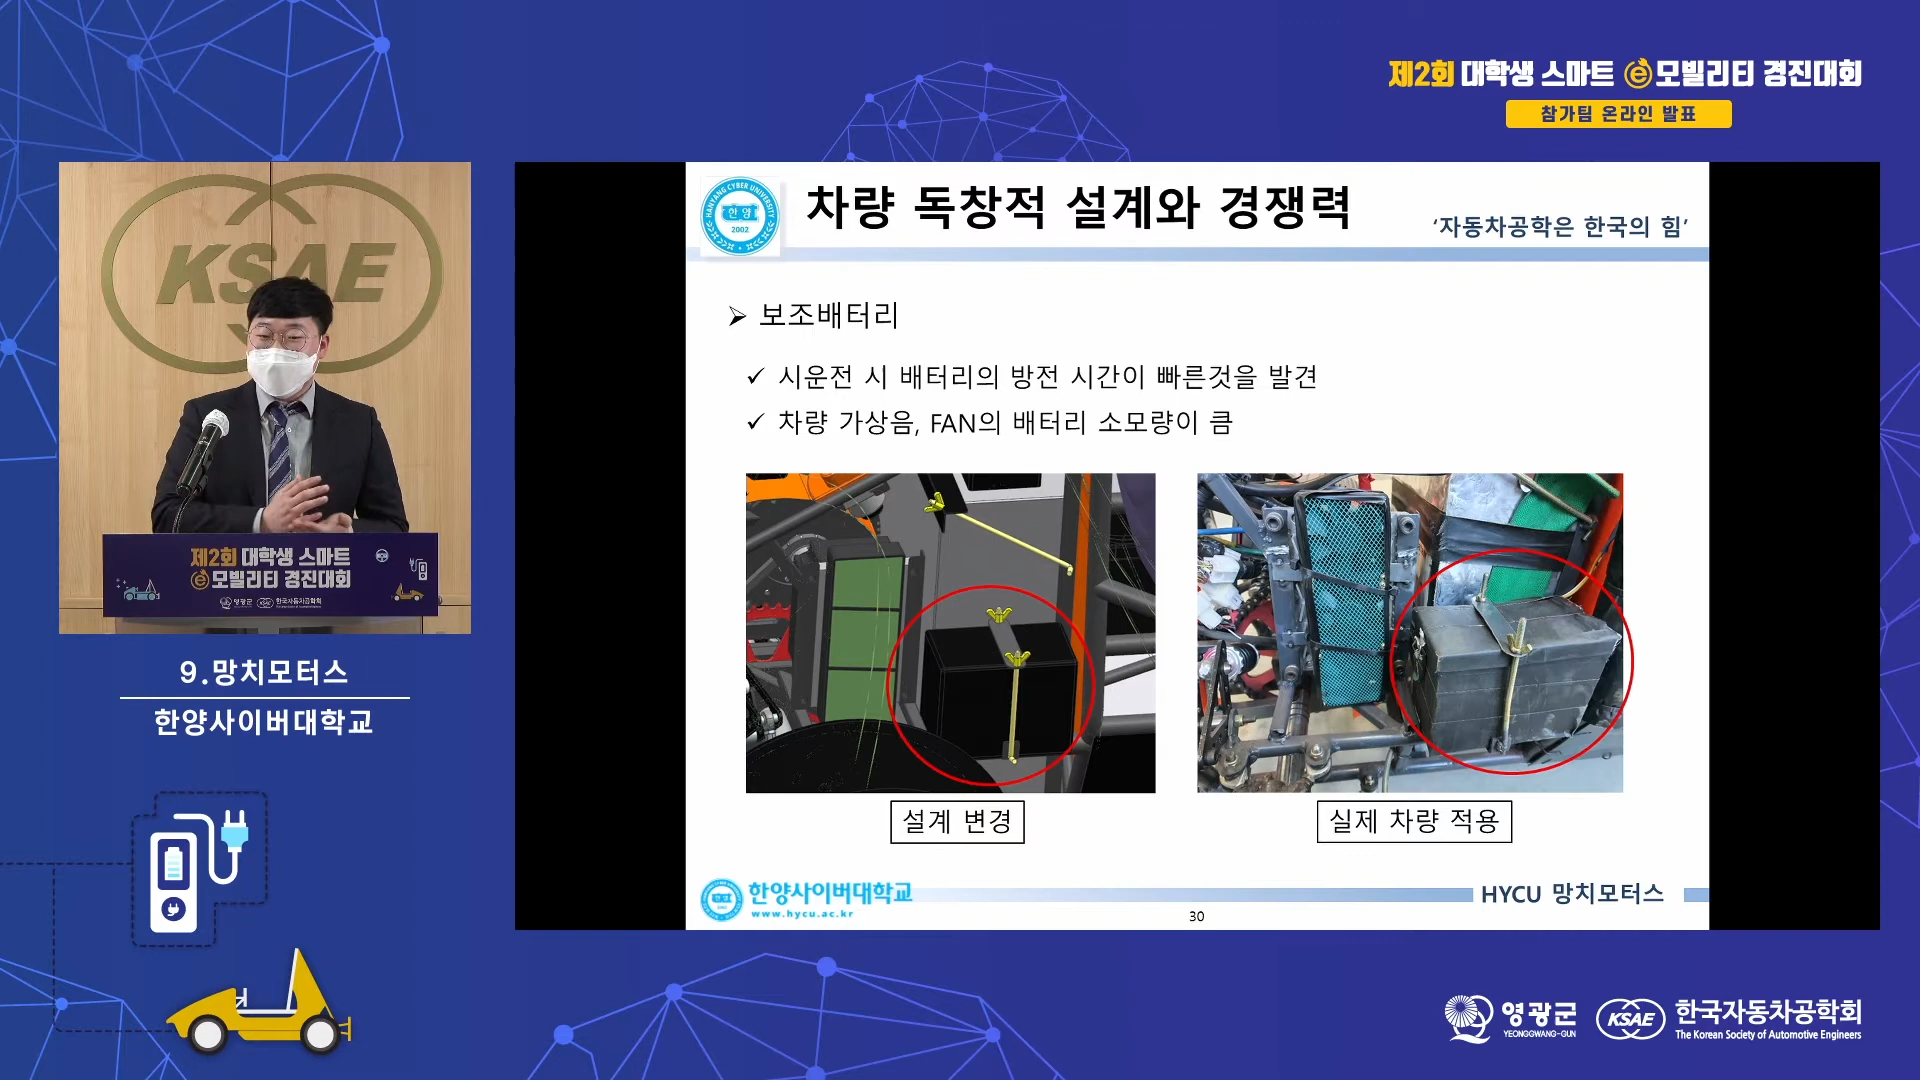 제2회 대학생 스마트 e모빌리티 경진대회
참가팀 온라인 발표
KSAE
제2회 대학생 스마트
e모빌리티 경진대회
영광군 KSAE 한국자동차공학회
9.망치모터스
한양사이버대학교
HANYANG CYBER UNIVERSITY
한양
2002
차량 독창적 설계와 경쟁력
‘자동차공학은 한국의 힘’
➢ 보조배터리
✓ 시운전 시 배터리의 방전 시간이 빠른것을 발견
✓ 차량 가상음, FAN의 배터리 소모량이 큼
설계 변경
실제 차량 적용
한양사이버대학교
www.hycu.ac.kr
HYCU 망치모터스
30
영광군
YEONGGWANG-GUN
KSAE
한국자동차공학회
The Korean Society of Automotive Engineers